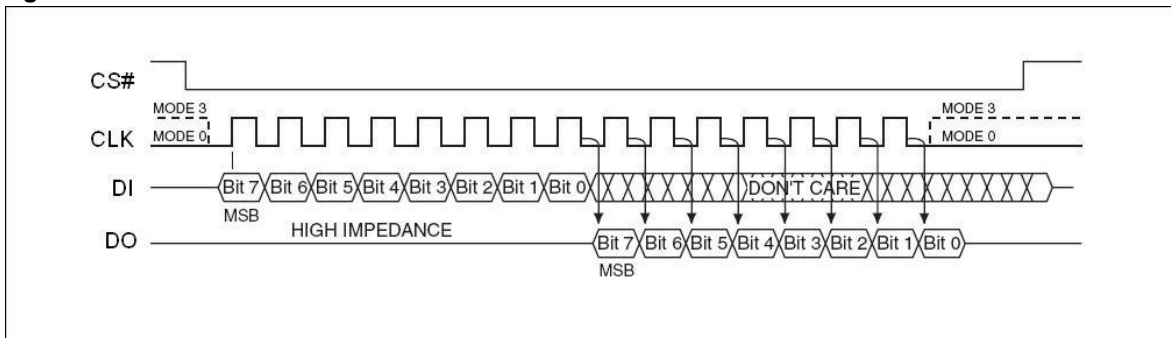 CS#
MODE 3
MODE 3
CLK
MODE 0
MODE 0
DI
Bit 7 Bit 6 Bit 5 Bit 4 Bit 3 Bit 2 Bit 1 Bit 0
DON'T CARE
MSB
HIGH IMPEDANCE
DO
Bit 7 Bit 6 Bit 5 Bit 4 Bit 3 Bit 2 Bit 1 Bit 0
MSB